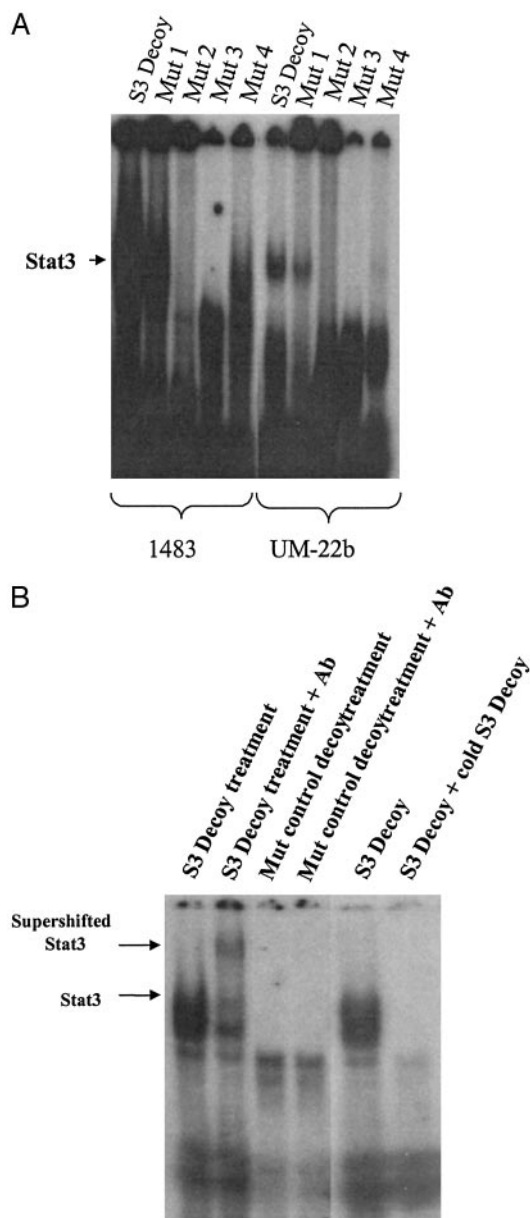 A
S3 Decoy
Mut 1
Mut 2
Mut 3
Mut 4
S3 Decoy
Mut 1
Mut 2
Mut 3
Mut 4
Stat3
1483
UM-22b
B
S3 Decoy treatment
S3 Decoy treatment + Ab
Mut control decoytreatment
Mut control decoytreatment + Ab
S3 Decoy
S3 Decoy + cold S3 Decoy
Supershifted
Stat3
Stat3